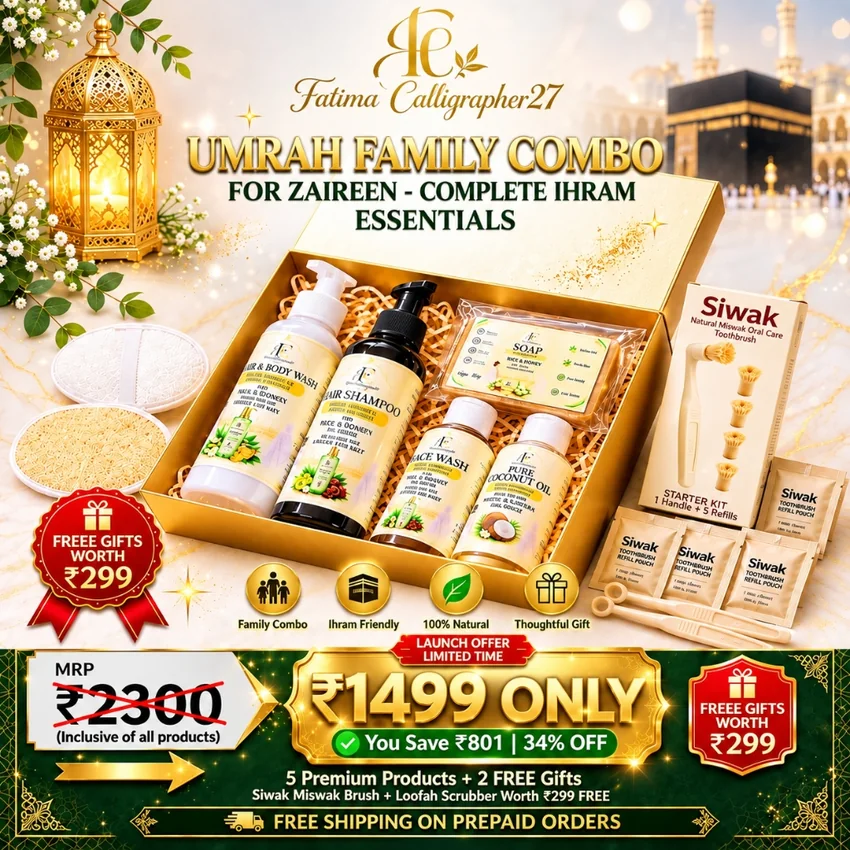 Fatima Calligrapher27
UMRAH FAMILY COMBO
FOR ZAIREEN - COMPLETE IHRAM
ESSENTIALS
HAIR & BODY WASH
HAIR SHAMPOO
SOAP
RICE & HONEY
FACE WASH
PURE
COCONUT OIL
Siwak
Natural Miswak Oral Care
Toothbrush
STARTER KIT
1 Handle + 5 Refills
Siwak
TOOTHBRUSH
REFILL POUCH
Siwak
TOOTHBRUSH
REFILL POUCH
Siwak
TOOTHBRUSH
REFILL POUCH
Siwak
TOOTHBRUSH
REFILL POUCH
FREEE GIFTS
WORTH
₹299
Family Combo
Ihram Friendly
100% Natural
Thoughtful Gift
MRP
₹2300
(Inclusive of all products)
LAUNCH OFFER
LIMITED TIME
₹1499 ONLY
You Save ₹801 | 34% OFF
FREEE GIFTS
WORTH
₹299
5 Premium Products + 2 FREE Gifts
Siwak Miswak Brush + Loofah Scrubber Worth ₹299 FREE
FREE SHIPPING ON PREPAID ORDERS